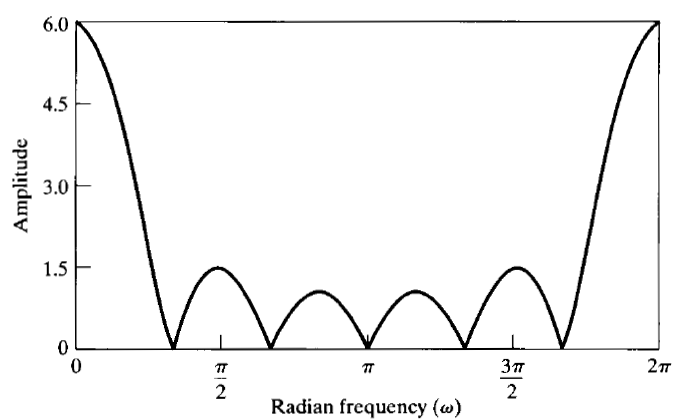 6.0
4.5
3.0
1.5
0
Amplitude
0
π/2
π
3π/2
2π
Radian frequency (ω)